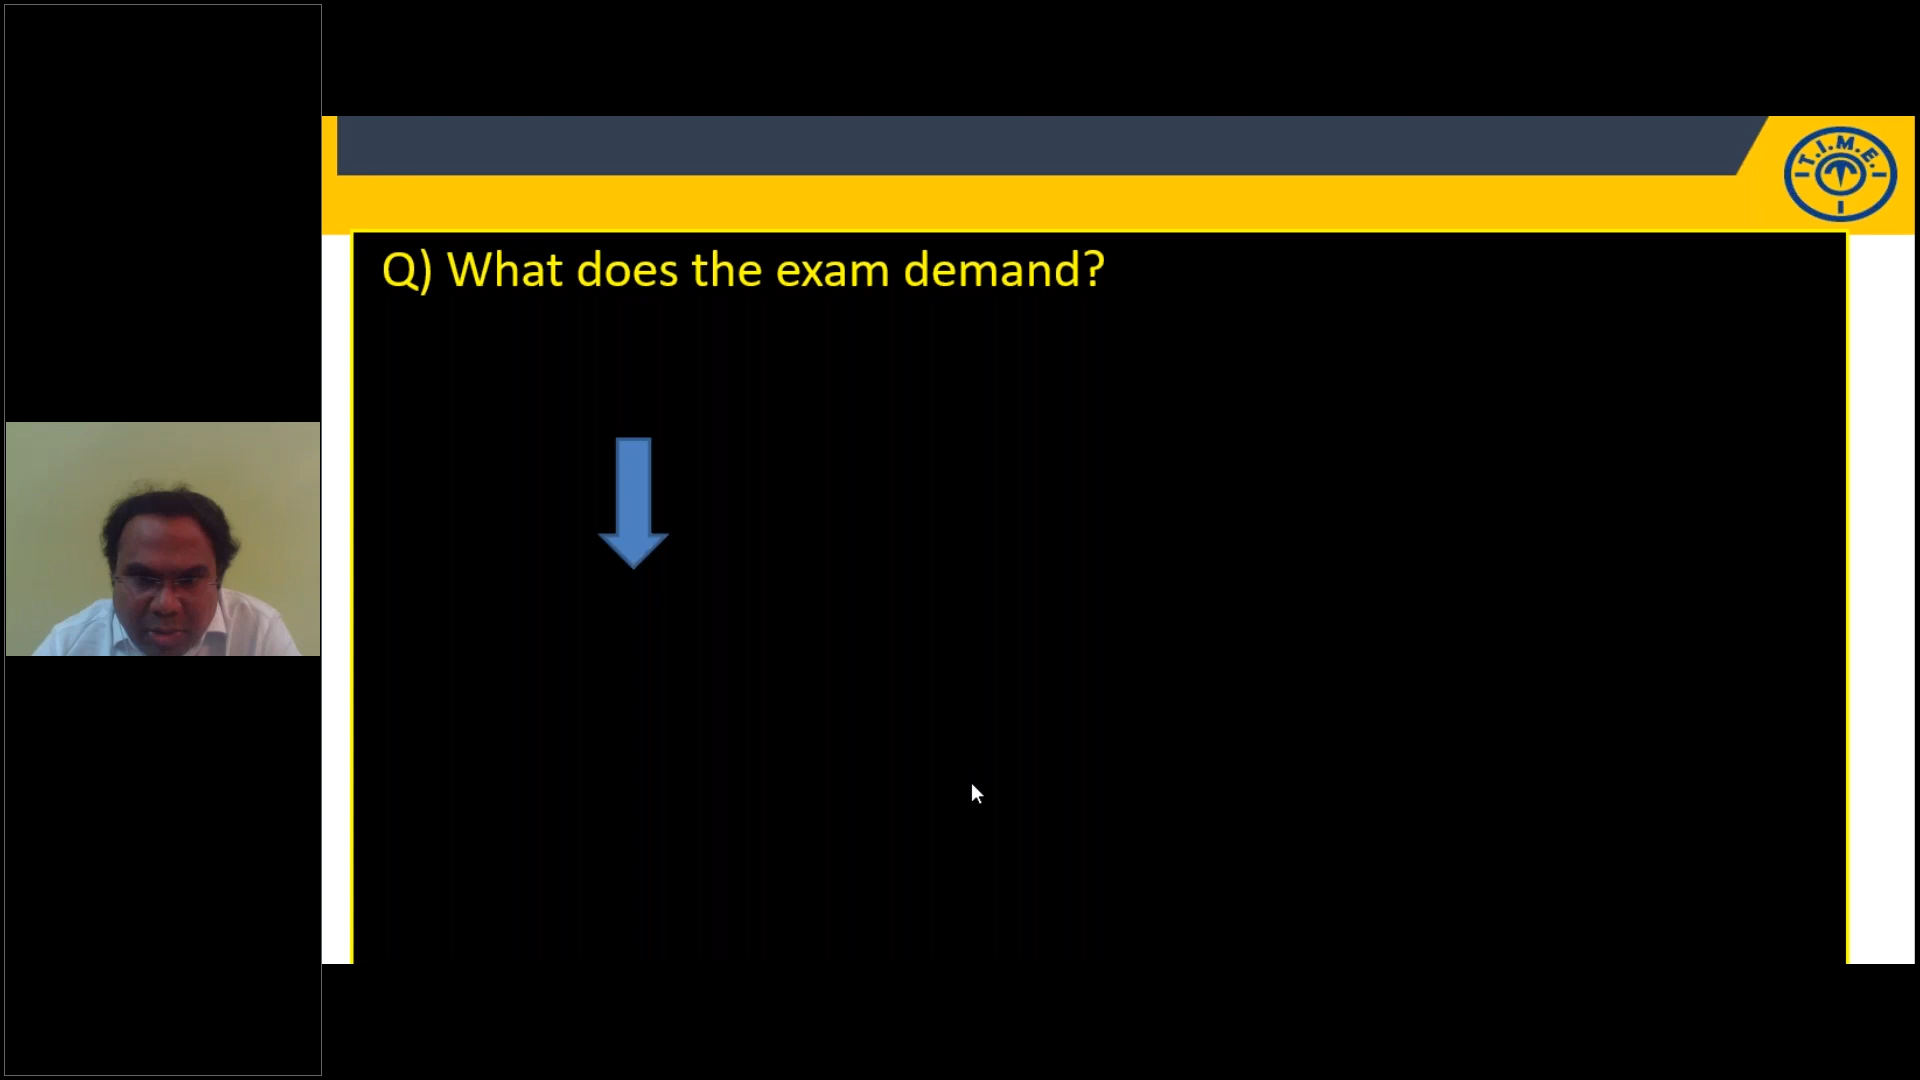 T.I.M.E.
Q) What does the exam demand?